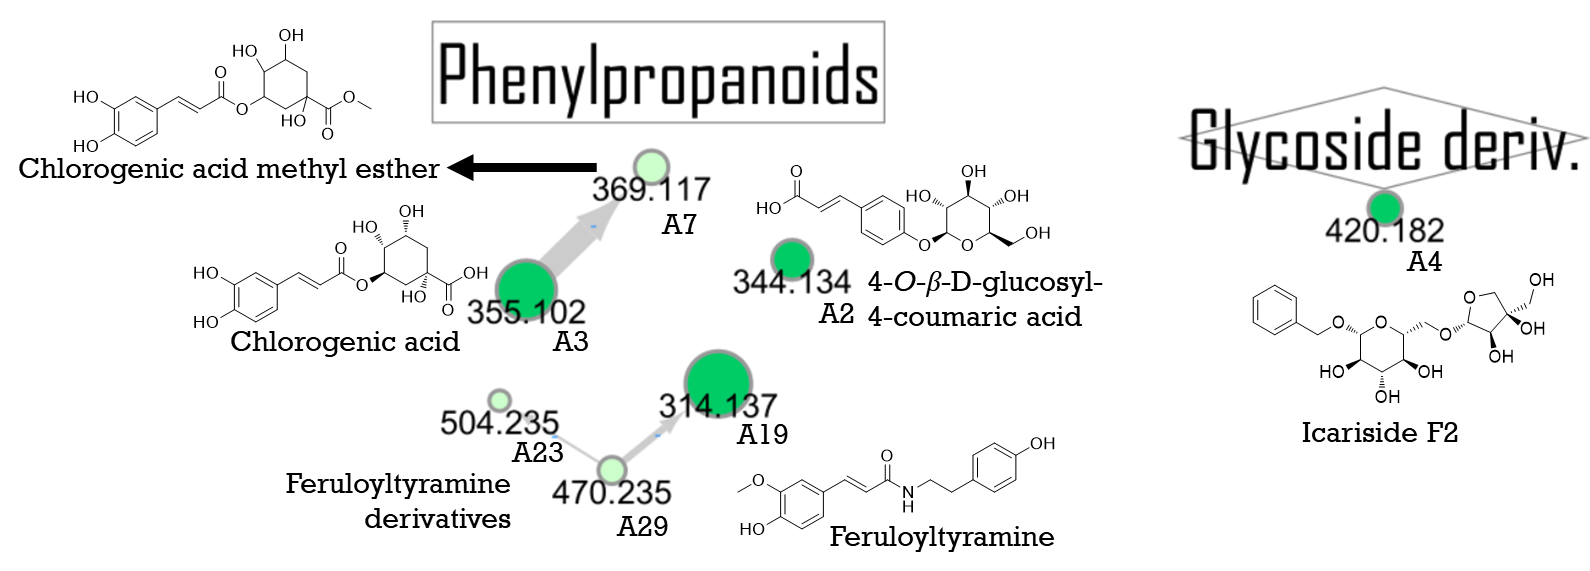 Phenylpropanoids
Glycoside deriv.
HO
OH
O
HO
O
O
HO
HO
O
Chlorogenic acid methyl esther
369.117
A7
OH
HO
O
HO
OH
O
HO
HO
O
Chlorogenic acid
355.102
A3
O
HO
OH
HO
OH
O
O
OH
344.134
A2
4-O-β-D-glucosyl-
4-coumaric acid
420.182
A4
OH
O
O
O
O
OH
HO
OH
OH
OH
Icariside F2
504.235
A23
314.137
A19
470.235
A29
Feruloyltyramine
derivatives
OH
O
O
N
H
HO
Feruloyltyramine